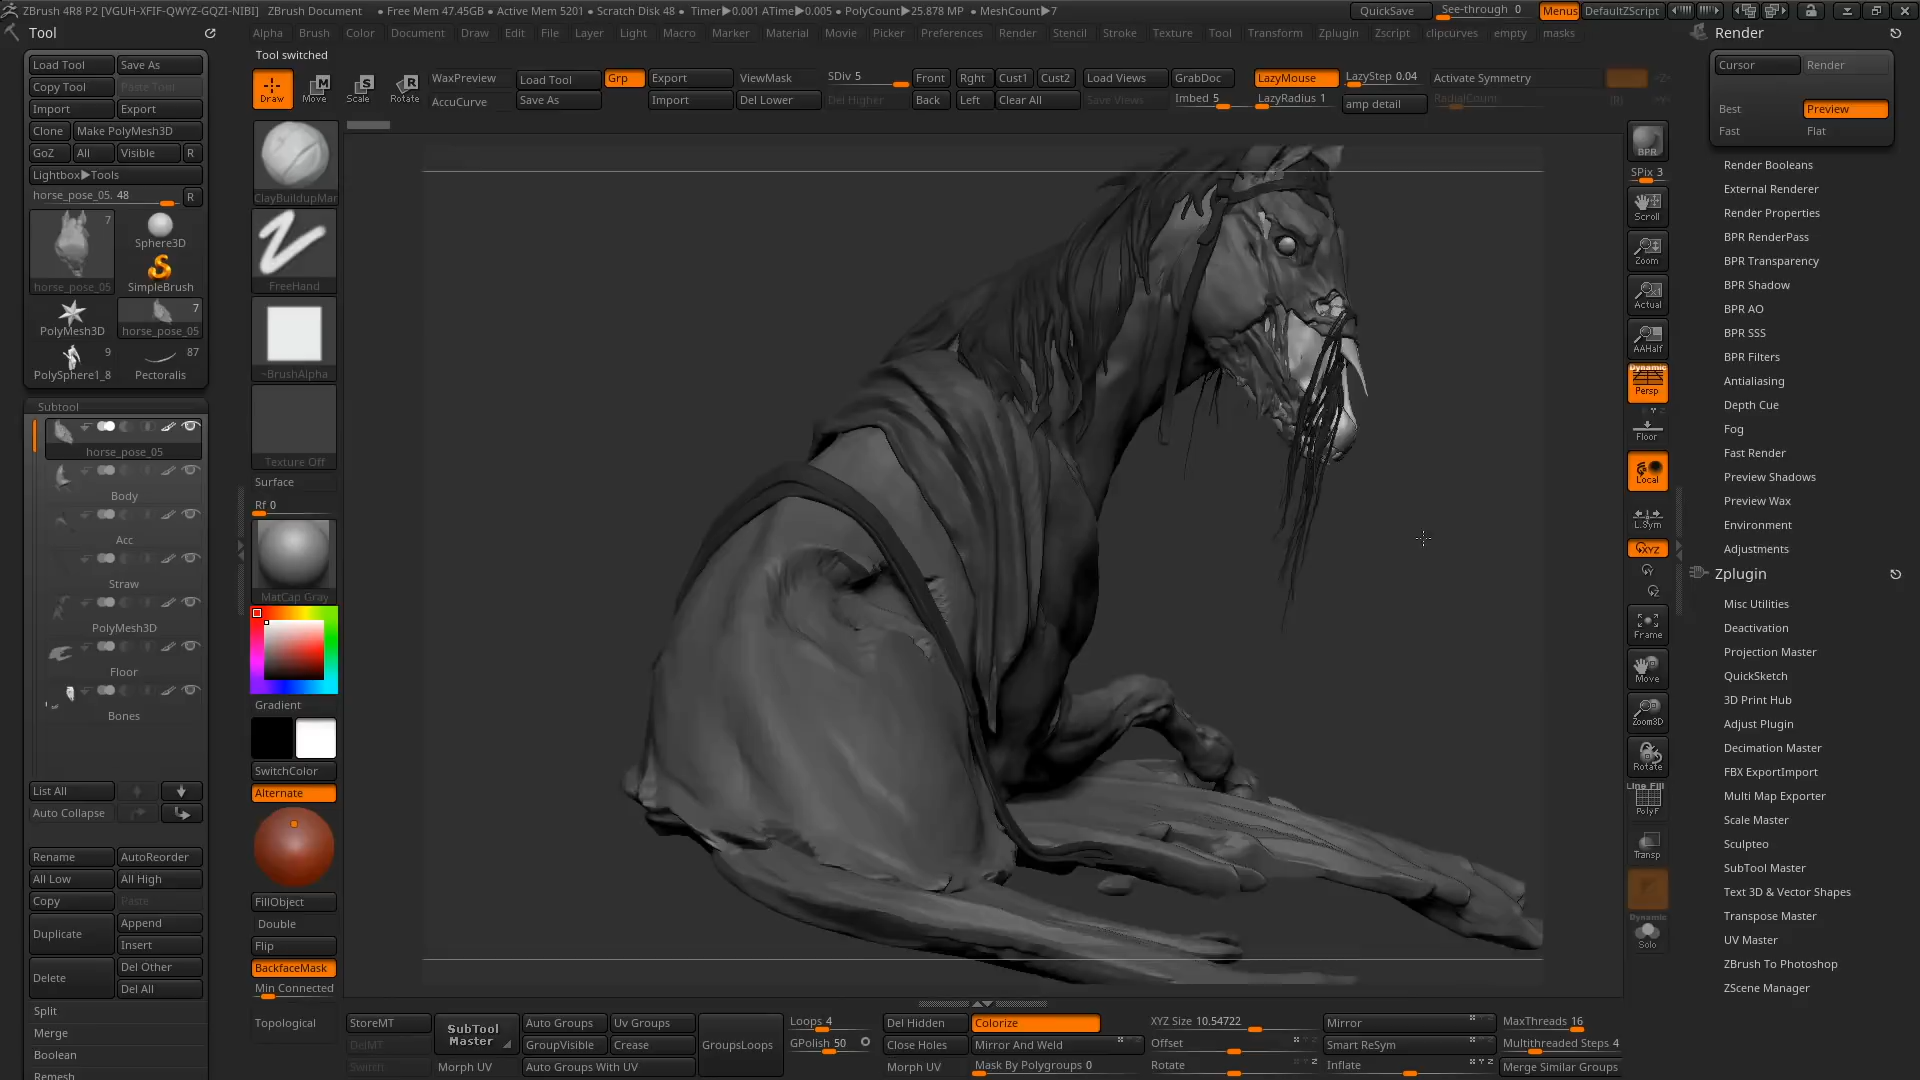 ZBrush 4R8 P2 [VGUH-XFIF-QWYZ-GQZI-NIBI] ZBrush Document • Free Mem 47.45GB • Active Mem 5201 • Scratch Disk 48 • Timer▶0.001 ATime▶0.005 • PolyCount▶25.878 MP • MeshCount▶7 QuickSave See-through 0 Menus DefaultZScript
Tool
Alpha Brush Color Document Draw Edit File Layer Light Macro Marker Material Movie Picker Preferences Render Stencil Stroke Texture Tool Transform Zplugin Zscript clipcurves empty masks
Render
Tool switched
Load Tool Save As
Copy Tool Paste Tool
Import Export
Clone Make PolyMesh3D
GoZ All Visible R
Lightbox▶Tools
horse_pose_05. 48 R
7
Sphere3D
horse_pose_05 SimpleBrush
7
PolyMesh3D horse_pose_05
9 87
PolySphere1_8 Pectoralis
Subtool
horse_pose_05
Body
Acc
Straw
PolyMesh3D
Floor
Bones
List All
Auto Collapse
Rename AutoReorder
All Low All High
Copy Paste
Duplicate Append
Insert
Delete Del Other
Del All
Split
Merge
Boolean
Remesh
Draw Move Scale Rotate
WaxPreview
AccuCurve
Load Tool
Save As
Grp Export
Import
ViewMask
Del Lower
SDiv 5
Del Higher
Front Rght Cust1 Cust2
Back Left Clear All
Load Views
Save Views
GrabDoc
Imbed 5
LazyMouse
LazyRadius 1
LazyStep 0.04
amp detail
Activate Symmetry
RadialCount
(R)
ClayBuildupMar
FreeHand
~BrushAlpha
Texture Off
Surface
Rf 0
MatCap Gray
Gradient
SwitchColor
Alternate
FillObject
Double
Flip
BackfaceMask
Min Connected
Topological
BPR
SPix 3
Scroll
Zoom
Actual
AAHalf
Dynamic
Persp
Floor
Local
L.Sym
XYZ
Y
Z
Frame
Move
Zoom3D
Rotate
Line Fill
PolyF
Transp
Dynamic
Solo
Cursor Render
Best Preview
Fast Flat
Render Booleans
External Renderer
Render Properties
BPR RenderPass
BPR Transparency
BPR Shadow
BPR AO
BPR SSS
BPR Filters
Antialiasing
Depth Cue
Fog
Fast Render
Preview Shadows
Preview Wax
Environment
Adjustments
Zplugin
Misc Utilities
Deactivation
Projection Master
QuickSketch
3D Print Hub
Adjust Plugin
Decimation Master
FBX ExportImport
Multi Map Exporter
Scale Master
Sculpteo
SubTool Master
Text 3D & Vector Shapes
Transpose Master
UV Master
ZBrush To Photoshop
ZScene Manager
StoreMT
DelMT
Switch
SubTool
Master
Morph UV
Auto Groups Uv Groups
GroupVisible Crease
Auto Groups With UV
GroupsLoops
Loops 4
GPolish 50
Del Hidden Colorize
Close Holes Mirror And Weld
Morph UV Mask By Polygroups 0
XYZ Size 10.54722
Offset
Rotate
Mirror
Smart ReSym
Inflate
MaxThreads 16
Multithreaded Steps 4
Merge Similar Groups